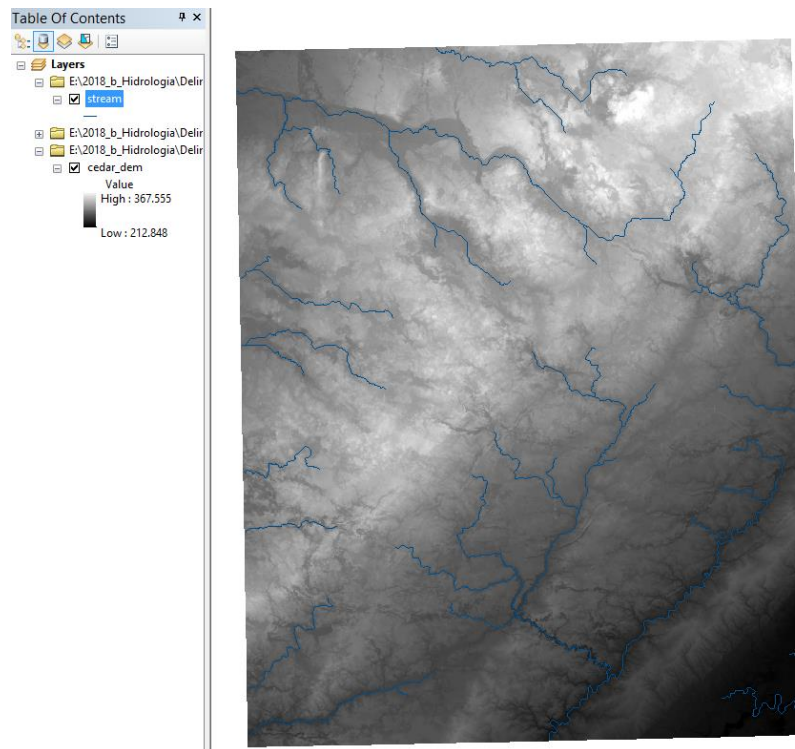 Table Of Contents
Layers
E:\2018_b_Hidrologia\Delir
stream
E:\2018_b_Hidrologia\Delir
E:\2018_b_Hidrologia\Delir
cedar_dem
Value
High : 367.555
Low : 212.848